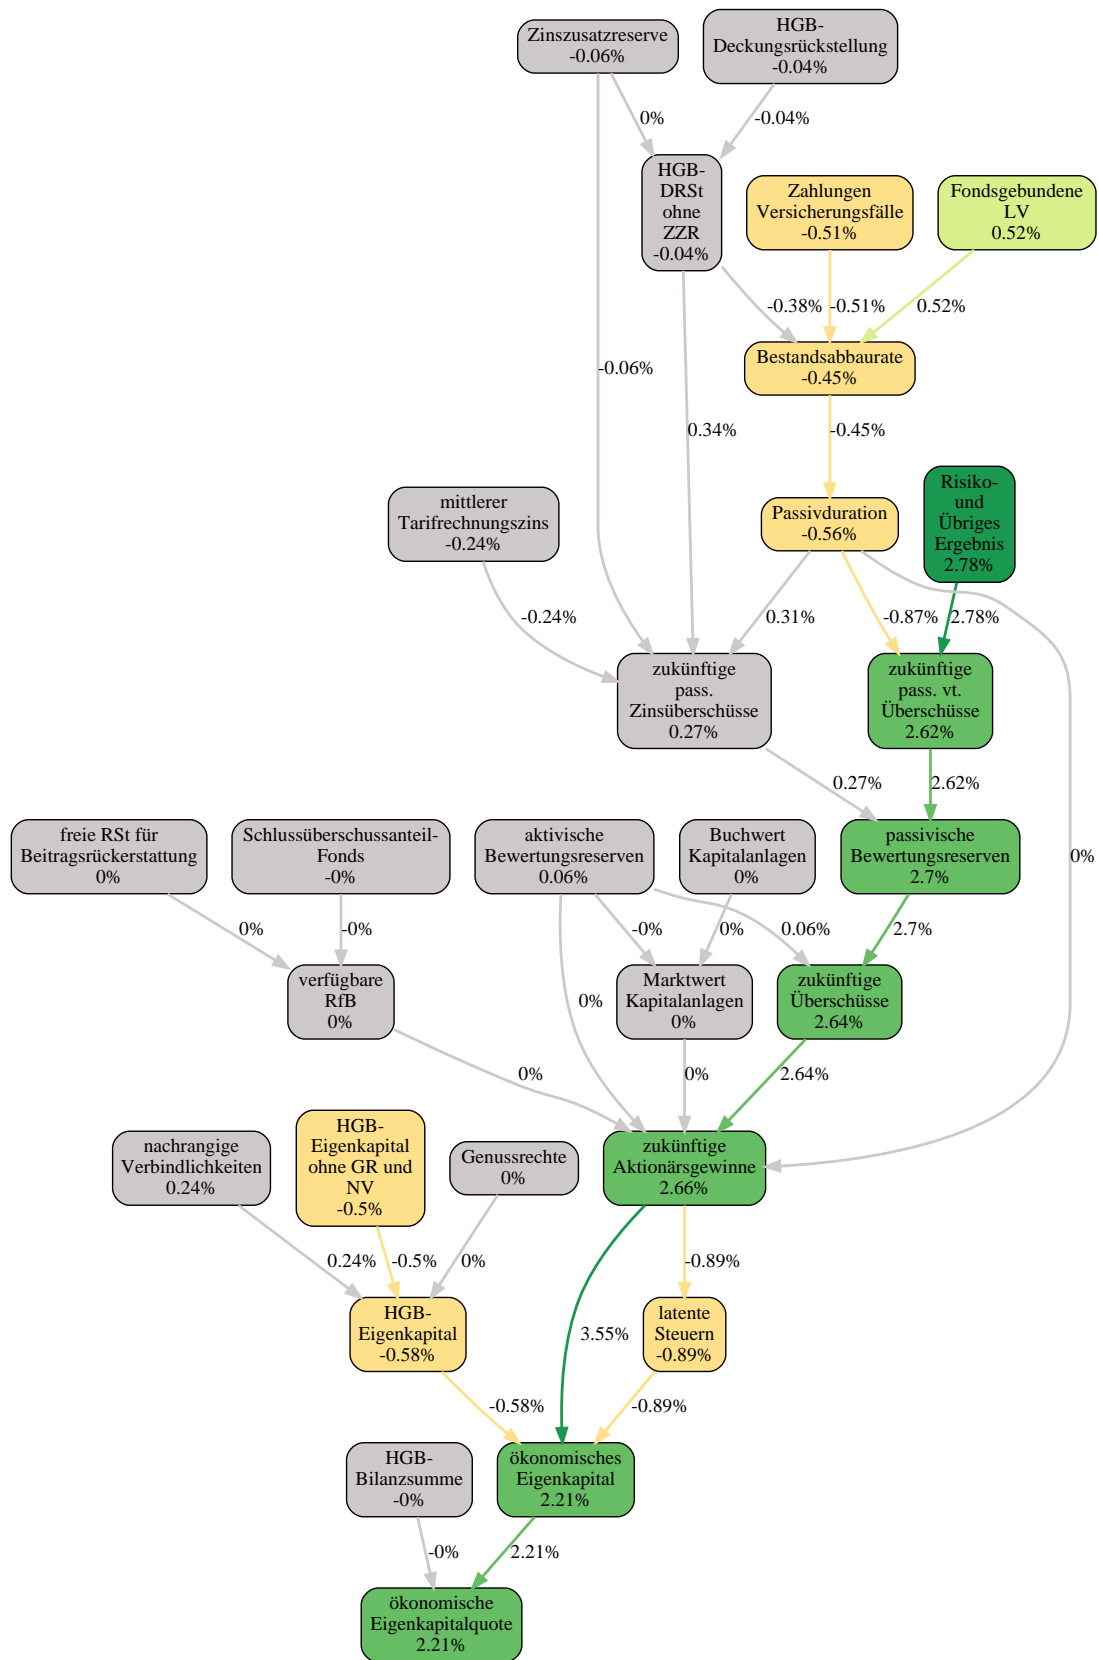 Zinszusatzreserve
-0.06%
HGB-
Deckungsrückstellung
-0.04%
0%
-0.04%
HGB-
DRSt
ohne
ZZR
-0.04%
Zahlungen
Versicherungsfälle
-0.51%
Fondsgebundene
LV
0.52%
-0.38%
-0.51%
0.52%
Bestandsabbaurate
-0.45%
-0.06%
0.34%
-0.45%
mittlerer
Tarifrechnungszins
-0.24%
Passivduration
-0.56%
Risiko-
und
Übriges
Ergebnis
2.78%
-0.24%
0.31%
-0.87%
2.78%
zukünftige
pass.
Zinsüberschüsse
0.27%
zukünftige
pass. vt.
Überschüsse
2.62%
0.27%
2.62%
freie RSt für
Beitragsrückerstattung
0%
Schlussüberschussanteil-
Fonds
-0%
aktivische
Bewertungsreserven
0.06%
Buchwert
Kapitalanlagen
0%
passivische
Bewertungsreserven
2.7%
0%
0%
-0%
-0%
0%
0.06%
2.7%
verfügbare
RfB
0%
0%
Marktwert
Kapitalanlagen
0%
zukünftige
Überschüsse
2.64%
0%
0%
2.64%
nachrangige
Verbindlichkeiten
0.24%
HGB-
Eigenkapital
ohne GR und
NV
-0.5%
Genussrechte
0%
zukünftige
Aktionärsgewinne
2.66%
0.24%
-0.5%
0%
-0.89%
HGB-
Eigenkapital
-0.58%
3.55%
latente
Steuern
-0.89%
-0.58%
-0.89%
HGB-
Bilanzsumme
-0%
ökonomisches
Eigenkapital
2.21%
-0%
2.21%
ökonomische
Eigenkapitalquote
2.21%